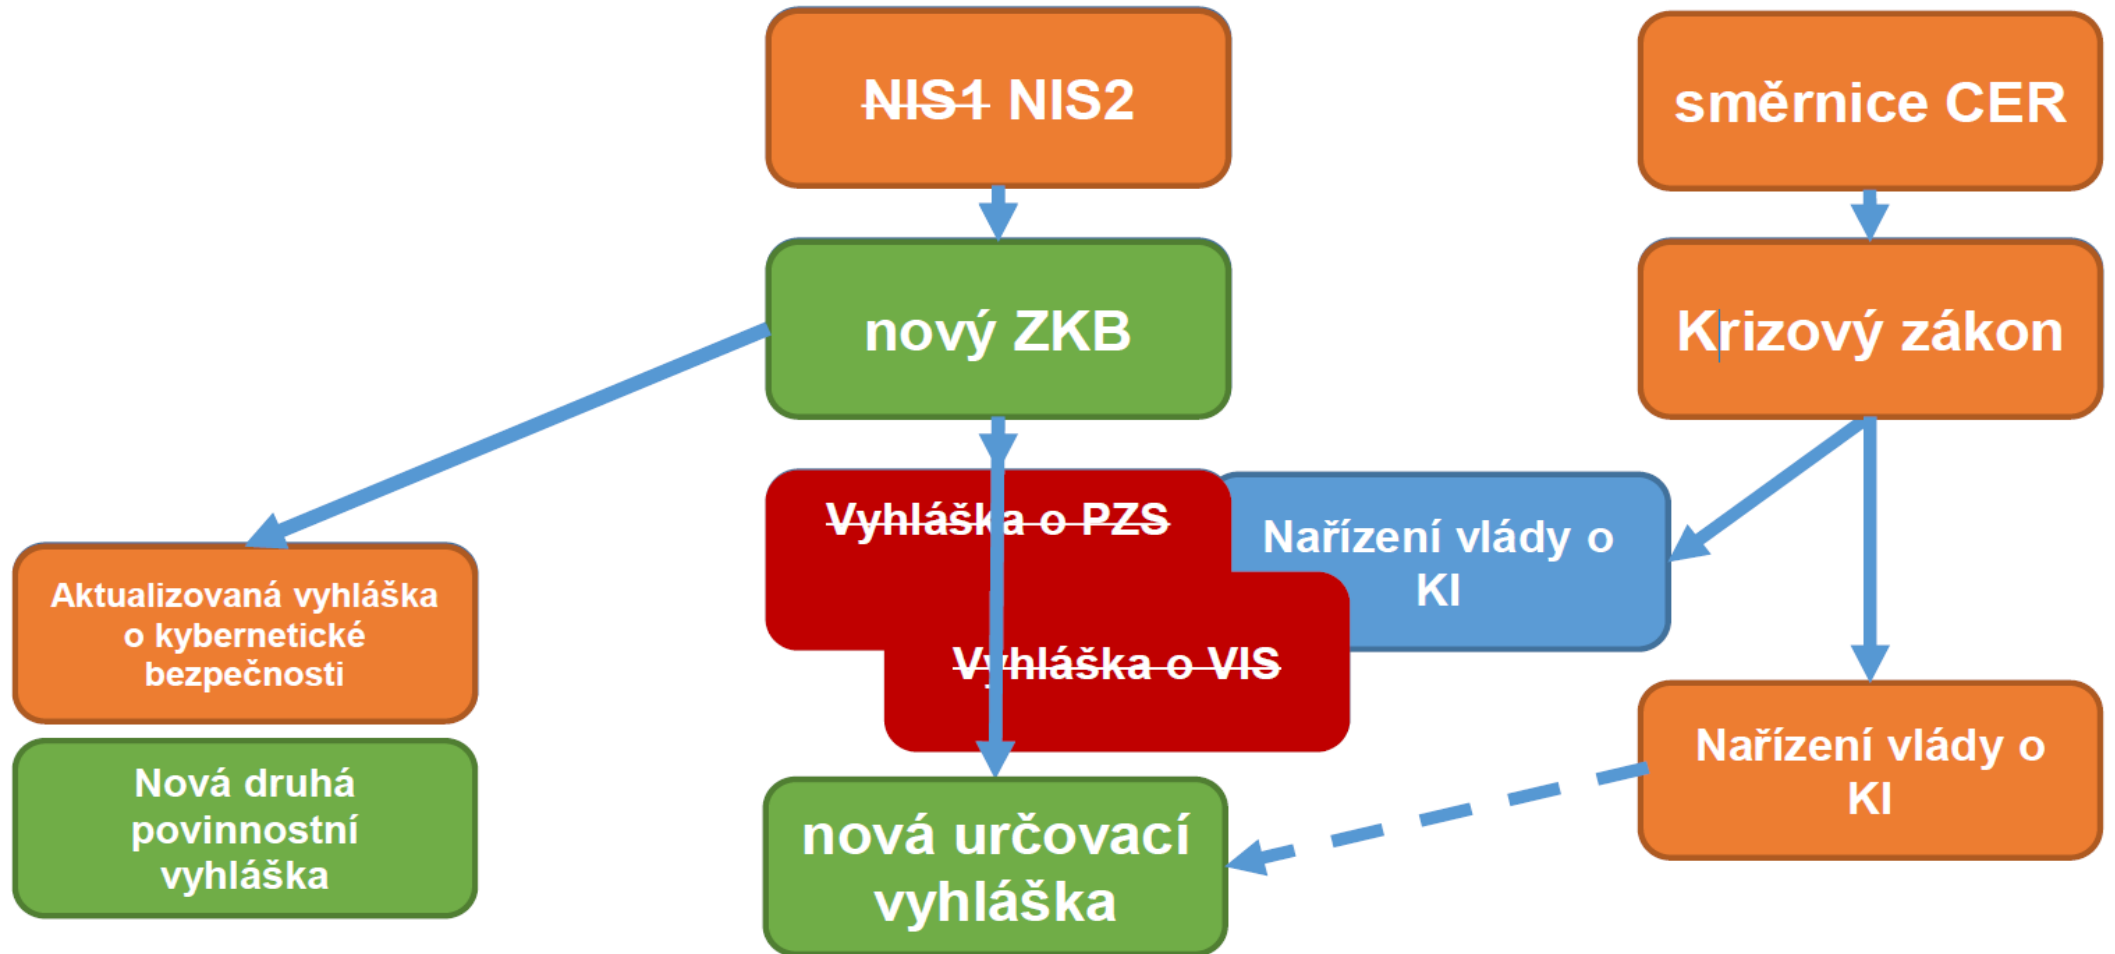 NIS1 NIS2
směrnice CER
nový ZKB
Krizový zákon
Vyhláška o PZS
Nařízení vlády o
KI
Aktualizovaná vyhláška
o kybernetické
bezpečnosti
Vyhláška o VIS
Nařízení vlády o
KI
Nová druhá
povinnostní
vyhláška
nová určovací
vyhláška